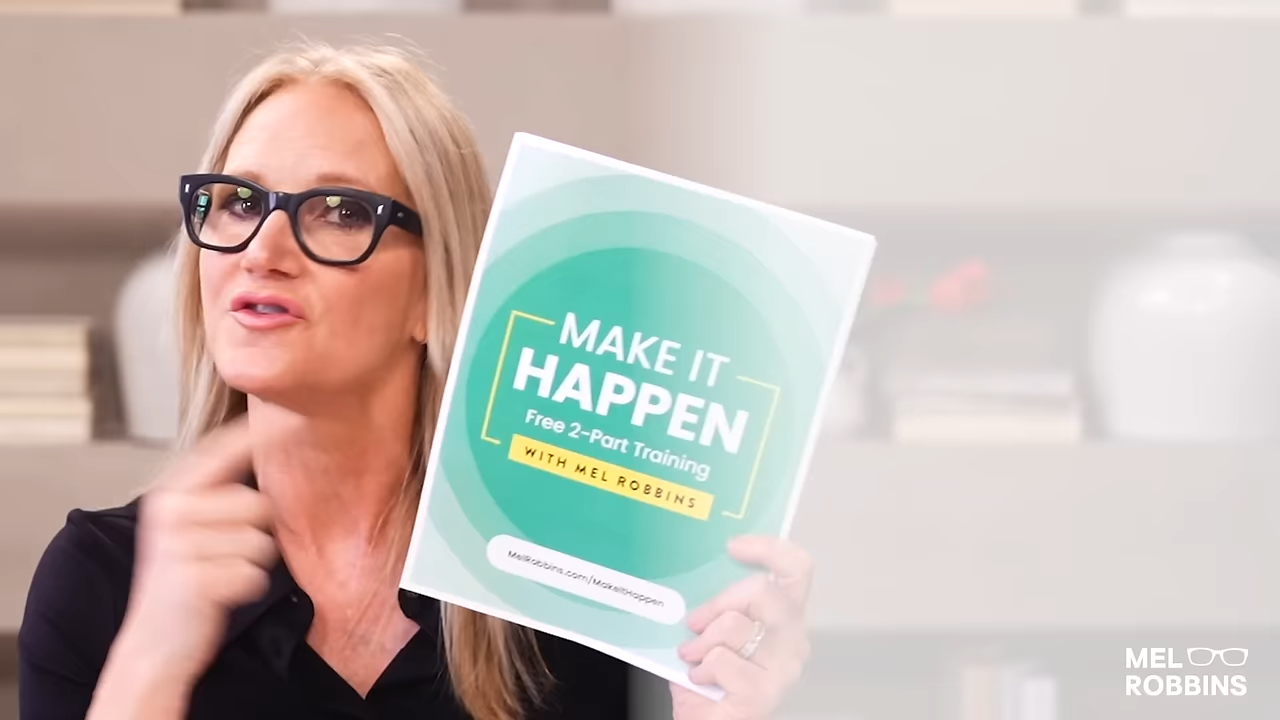 MAKE IT
HAPPEN
Free 2-Part Training
WITH MEL ROBBINS
MelRobbins.com/MakeItHappen
MEL
ROBBINS